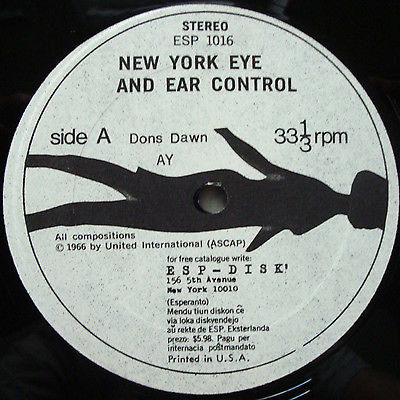 STEREO
ESP 1016
NEW YORK EYE
AND EAR CONTROL
side A Dons Dawn 33 1/3 rpm
AY
All compositions
© 1966 by United International (ASCAP)
for free catalogue write:
ESP-DISK'
156 5th Avenue
New York 10010
(Esperanto)
Mendu tiun diskon ĉe
via loka diskvendejo
aŭ rekte de ESP. Eksterlanda
prezo: $5.98. Pagu per
internacia poŝtmandato
Printed in U.S.A.